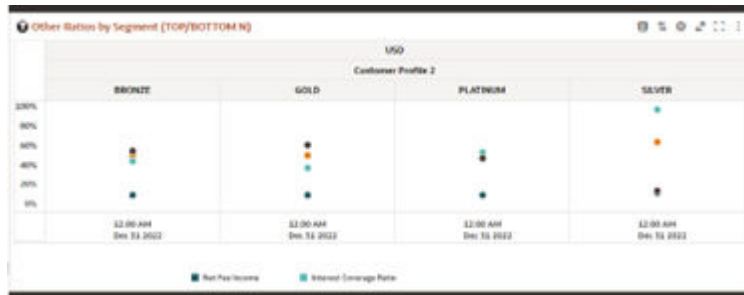 Other Ratios by Segment (TOP/BOTTOM N)
USD
Customer Profile 2
BRONZE GOLD PLATINUM SILVER
100%
80%
60%
40%
20%
0%
12:00 AM 12:00 AM 12:00 AM 12:00 AM
Dec 31 2022 Dec 31 2022 Dec 31 2022 Dec 31 2022
Net Fee Income Interest Coverage Ratio